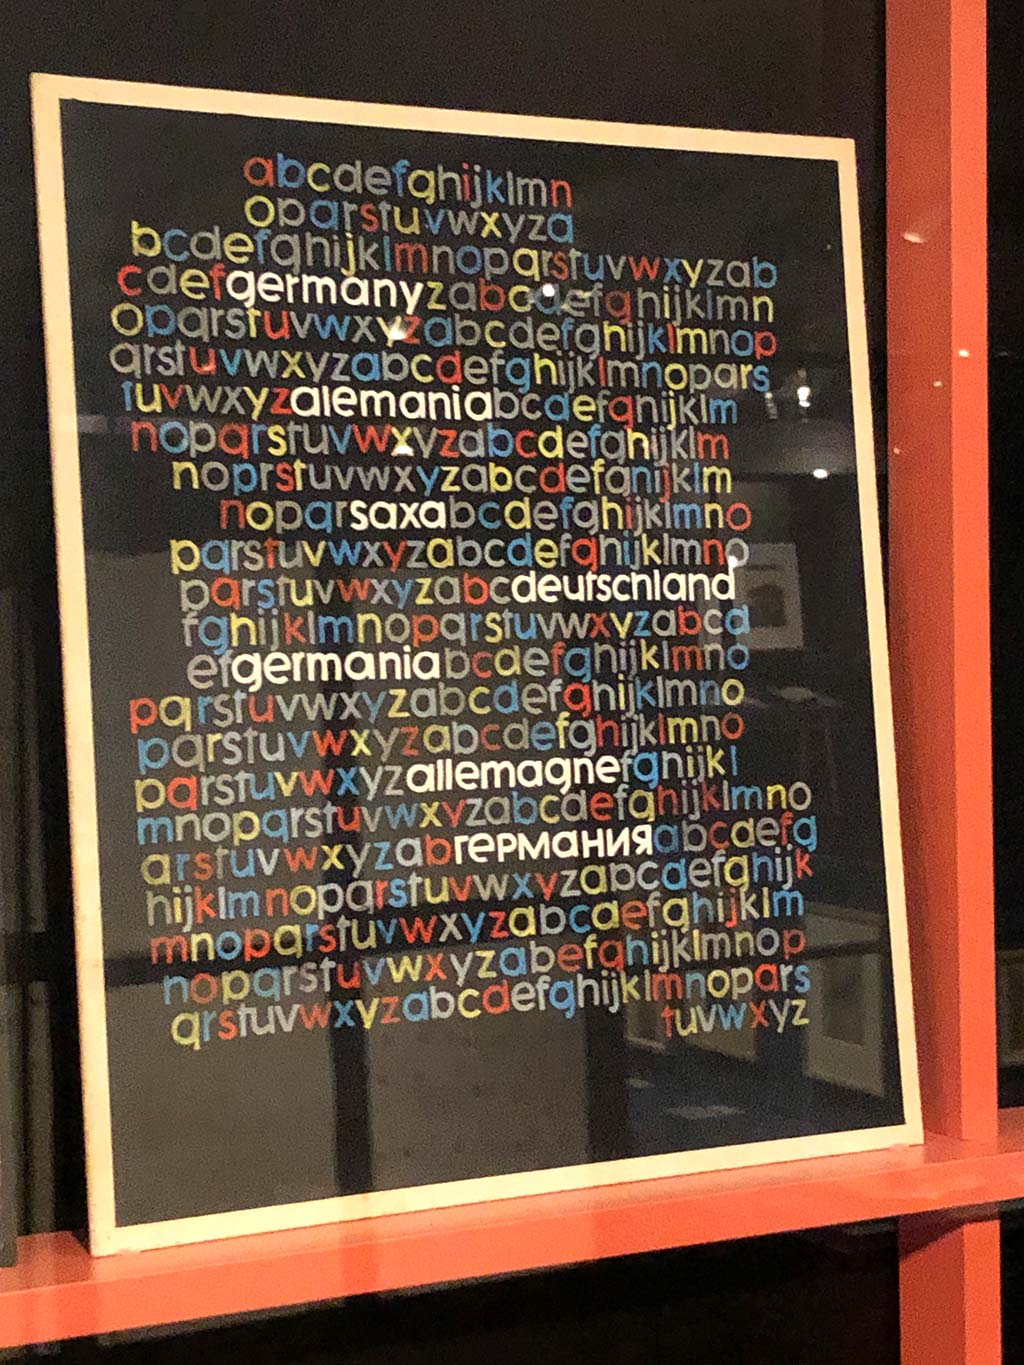 abcdefghijklmn
opqrstuvwxyza
bcdefghijklmnopqrstuvwxyzab
cdefgermanyzabcdefghijklmn
opqrstuvwxyzabcdefghijklmnop
qrstuvwxyzabcdefghijklmnopqrs
tuvwxyzalemaniabcdefghijklm
nopqrstuvwxyzabcdefghijklm
noprstuvwxyzabcdefghijklm
nopqrsaxabcdefghijklmno
pqrstuvwxyzabcdefghijklmno
pqrstuvwxyzabcdeutschland
fghijklmnopqrstuvwxyzabcd
efgermaniabcdefghijklmno
pqrstuvwxyzabcdefghijklmno
pqrstuvwxyzabcdefghijklmno
pqrstuvwxyzallemagnefghijkl
mnopqrstuvwxyzabcdefghijklmno
qrstuvwxyzabгерманияabcdefg
hijklmnopqrstuvwxyzabcdefghijk
mnopqrstuvwxyzabcdefghijklm
nopqrstuvwxyzabefghijklmnop
qrstuvwxyzabcdefghijklmnopqrs
tuvwxyz